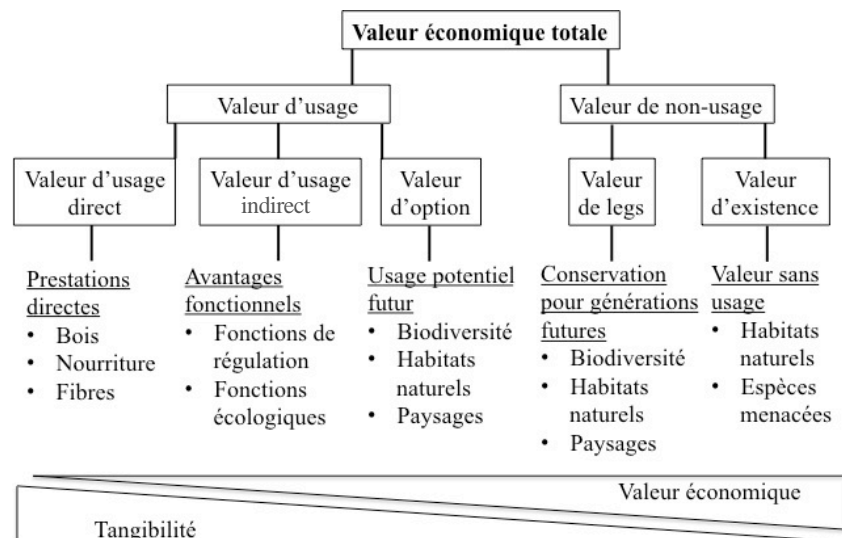 Valeur économique totale
Valeur d’usage
Valeur de non-usage
Valeur d’usage
direct
Valeur d’usage
indirect
Valeur
d’option
Valeur
de legs
Valeur
d’existence
Prestations
directes
• Bois
• Nourriture
• Fibres
Avantages
fonctionnels
• Fonctions de
régulation
• Fonctions
écologiques
Usage potentiel
futur
• Biodiversité
• Habitats
naturels
• Paysages
Conservation
pour générations
futures
• Biodiversité
• Habitats
naturels
• Paysages
Valeur sans
usage
• Habitats
naturels
• Espèces
menacées
Valeur économique
Tangibilité